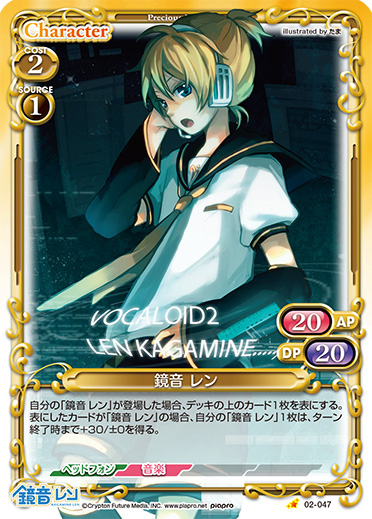 Precious
Character
illustrated by たま
COST
2
SOURCE
1
VOCALOID2
LEN KAGAMINE......
20 AP
DP 20
鏡音 レン
自分の「鏡音 レン」が登場した場合、デッキの上のカード1枚を表にする。
表にしたカードが「鏡音 レン」の場合、自分の「鏡音 レン」1枚は、ターン
終了時まで+30/±0を得る。
ヘッドフォン 音楽
鏡音 レン
KAGAMINE LEN
02-047
©Crypton Future Media, INC. www.piapro.net piapro